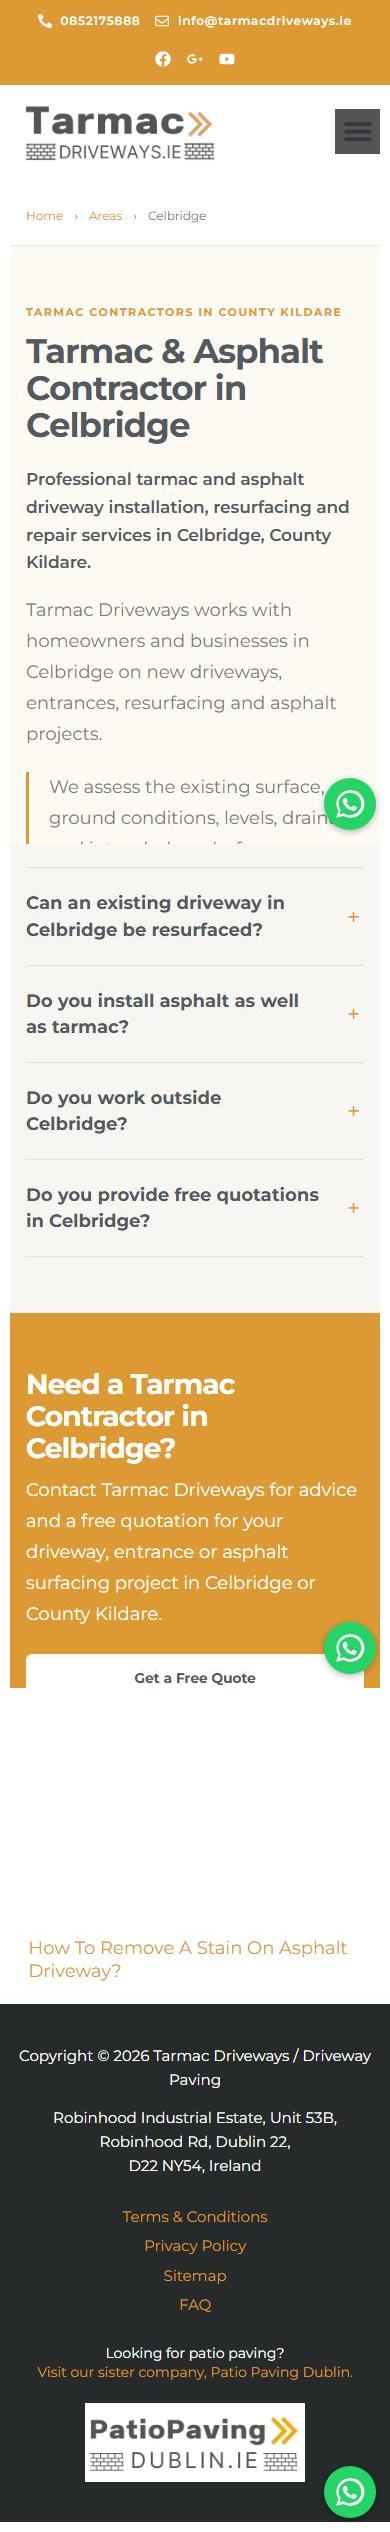 0852175888 info@tarmacdriveways.ie
Tarmac
DRIVEWAYS.IE
Home › Areas › Celbridge
TARMAC CONTRACTORS IN COUNTY KILDARE
Tarmac & Asphalt
Contractor in
Celbridge
Professional tarmac and asphalt
driveway installation, resurfacing and
repair services in Celbridge, County
Kildare.
Tarmac Driveways works with
homeowners and businesses in
Celbridge on new driveways,
entrances, resurfacing and asphalt
projects.
We assess the existing surface,
ground conditions, levels,
Can an existing driveway in
Celbridge be resurfaced?
+
Do you install asphalt as well
as tarmac?
+
Do you work outside
Celbridge?
+
Do you provide free quotations
in Celbridge?
+
Need a Tarmac
Contractor in
Celbridge?
Contact Tarmac Driveways for advice
and a free quotation for your
driveway, entrance or asphalt
surfacing project in Celbridge or
County Kildare.
Get a Free Quote
How To Remove A Stain On Asphalt
Driveway?
Copyright © 2026 Tarmac Driveways / Driveway
Paving
Robinhood Industrial Estate, Unit 53B,
Robinhood Rd, Dublin 22,
D22 NY54, Ireland
Terms & Conditions
Privacy Policy
Sitemap
FAQ
Looking for patio paving?
Visit our sister company, Patio Paving Dublin.
PatioPaving
DUBLIN.IE